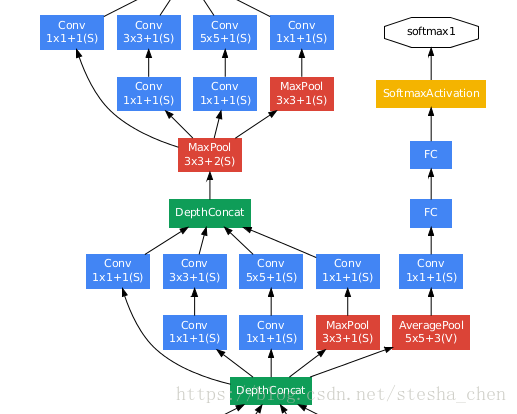 Conv
1x1+1(S)
Conv
3x3+1(S)
Conv
5x5+1(S)
Conv
1x1+1(S)
softmax1
Conv
1x1+1(S)
Conv
1x1+1(S)
MaxPool
3x3+1(S)
SoftmaxActivation
MaxPool
3x3+2(S)
FC
DepthConcat
FC
Conv
1x1+1(S)
Conv
3x3+1(S)
Conv
5x5+1(S)
Conv
1x1+1(S)
Conv
1x1+1(S)
Conv
1x1+1(S)
Conv
1x1+1(S)
MaxPool
3x3+1(S)
AveragePool
5x5+3(V)
DepthConcat
https://blog.csdn.net/stesha_chen